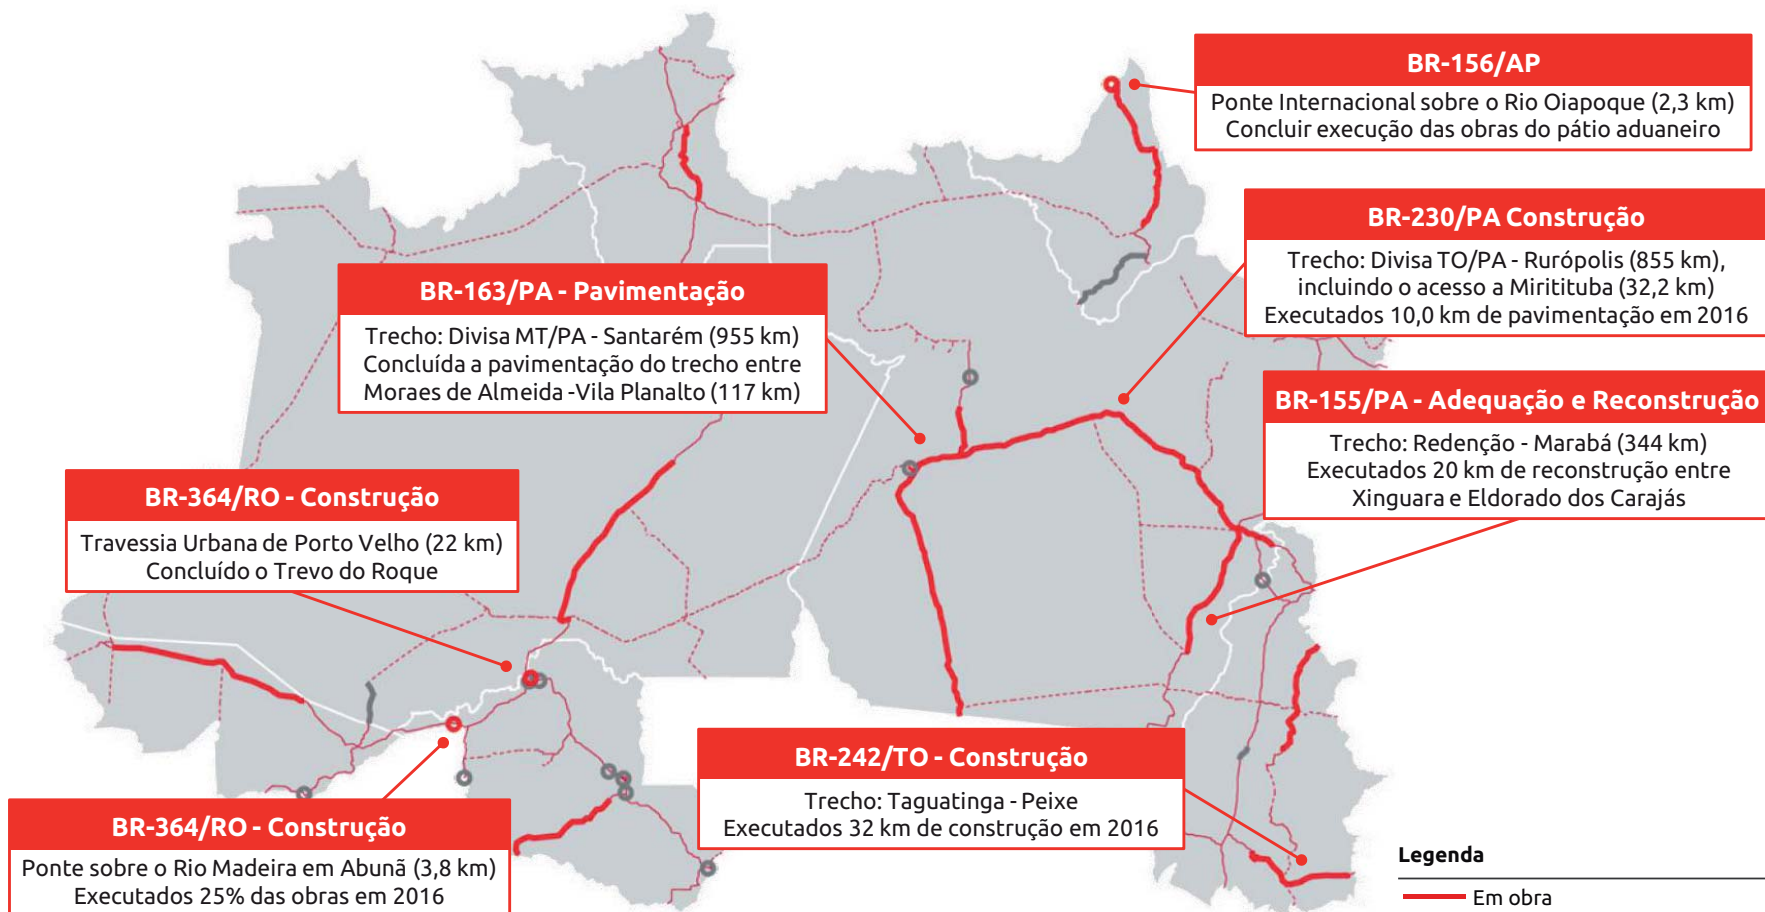 BR-156/AP
Ponte Internacional sobre o Rio Oiapoque (2,3 km)
Concluir execução das obras do pátio aduaneiro
BR-230/PA Construção
Trecho: Divisa TO/PA - Rurópolis (855 km),
incluindo o acesso a Miritituba (32,2 km)
Executados 10,0 km de pavimentação em 2016
BR-163/PA - Pavimentação
Trecho: Divisa MT/PA - Santarém (955 km)
Concluída a pavimentação do trecho entre
Moraes de Almeida -Vila Planalto (117 km)
BR-155/PA - Adequação e Reconstrução
Trecho: Redenção - Marabá (344 km)
Executados 20 km de reconstrução entre
Xinguara e Eldorado dos Carajás
BR-364/RO - Construção
Travessia Urbana de Porto Velho (22 km)
Concluído o Trevo do Roque
BR-242/TO - Construção
Trecho: Taguatinga - Peixe
Executados 32 km de construção em 2016
BR-364/RO - Construção
Ponte sobre o Rio Madeira em Abunã (3,8 km)
Executados 25% das obras em 2016
Legenda
Em obra